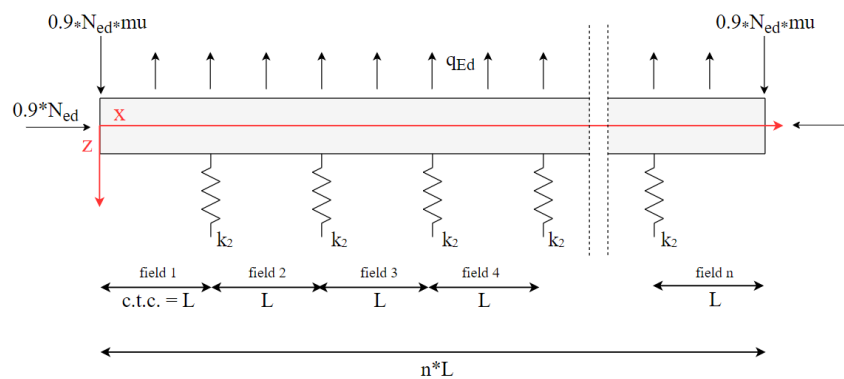 0.9*Ned*mu
0.9*Ned*mu
qEd
0.9*Ned
x
z
k2
k2
k2
k2
k2
field 1
field 2
field 3
field 4
field n
c.t.c. = L
L
L
L
L
n*L